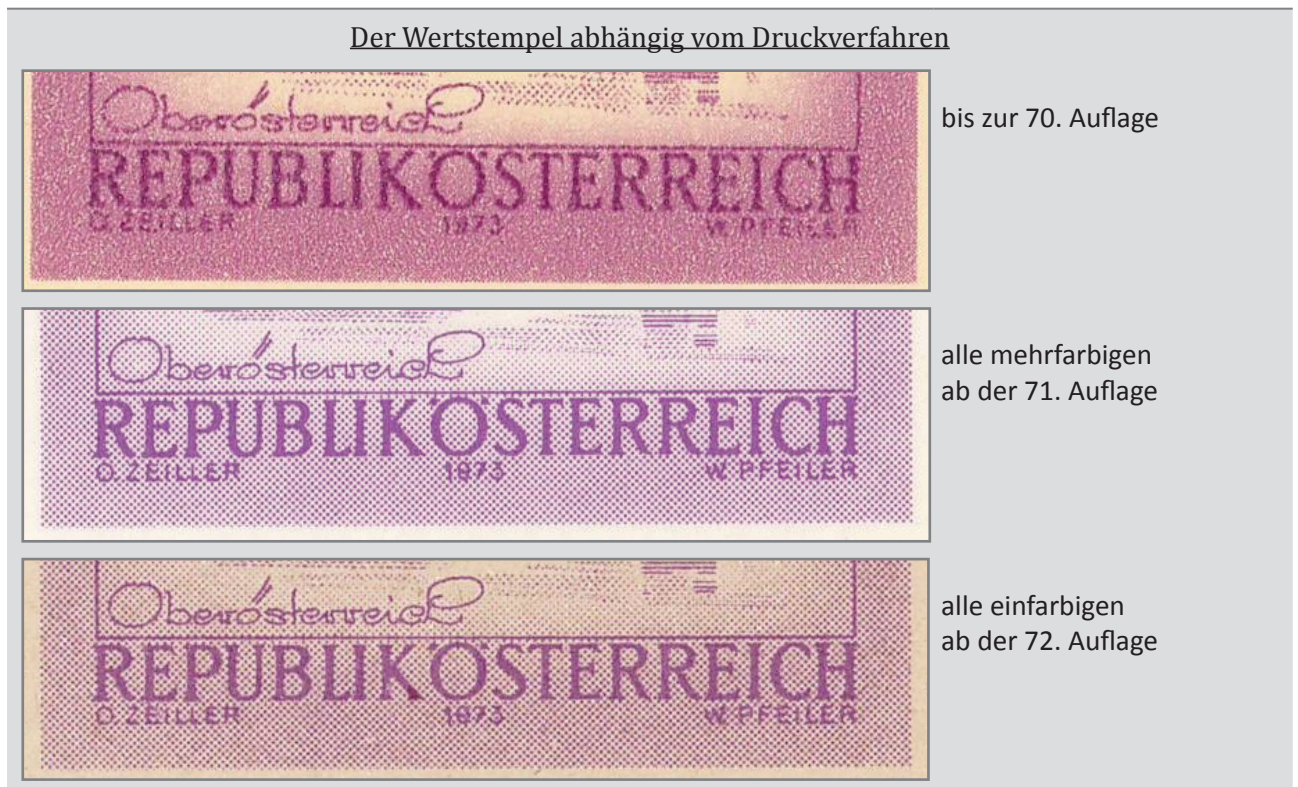 Der Wertstempel abhängig vom Druckverfahren
Oberösterreich
REPUBLIK ÖSTERREICH
O. ZEILLER 1973 W. PFEILER
bis zur 70. Auflage
Oberösterreich
REPUBLIK ÖSTERREICH
O. ZEILLER 1973 W. PFEILER
alle mehrfarbigen
ab der 71. Auflage
Oberösterreich
REPUBLIK ÖSTERREICH
O. ZEILLER 1973 W. PFEILER
alle einfarbigen
ab der 72. Auflage